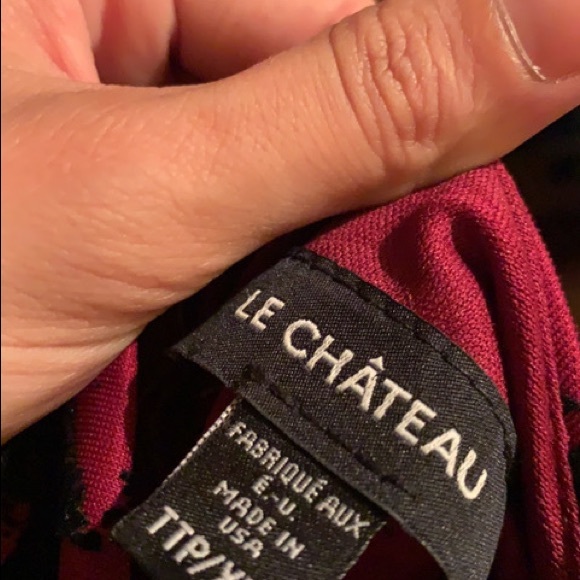 LE CHÂTEAU
FABRIQUÉ AUX
É.-U.
MADE IN
USA